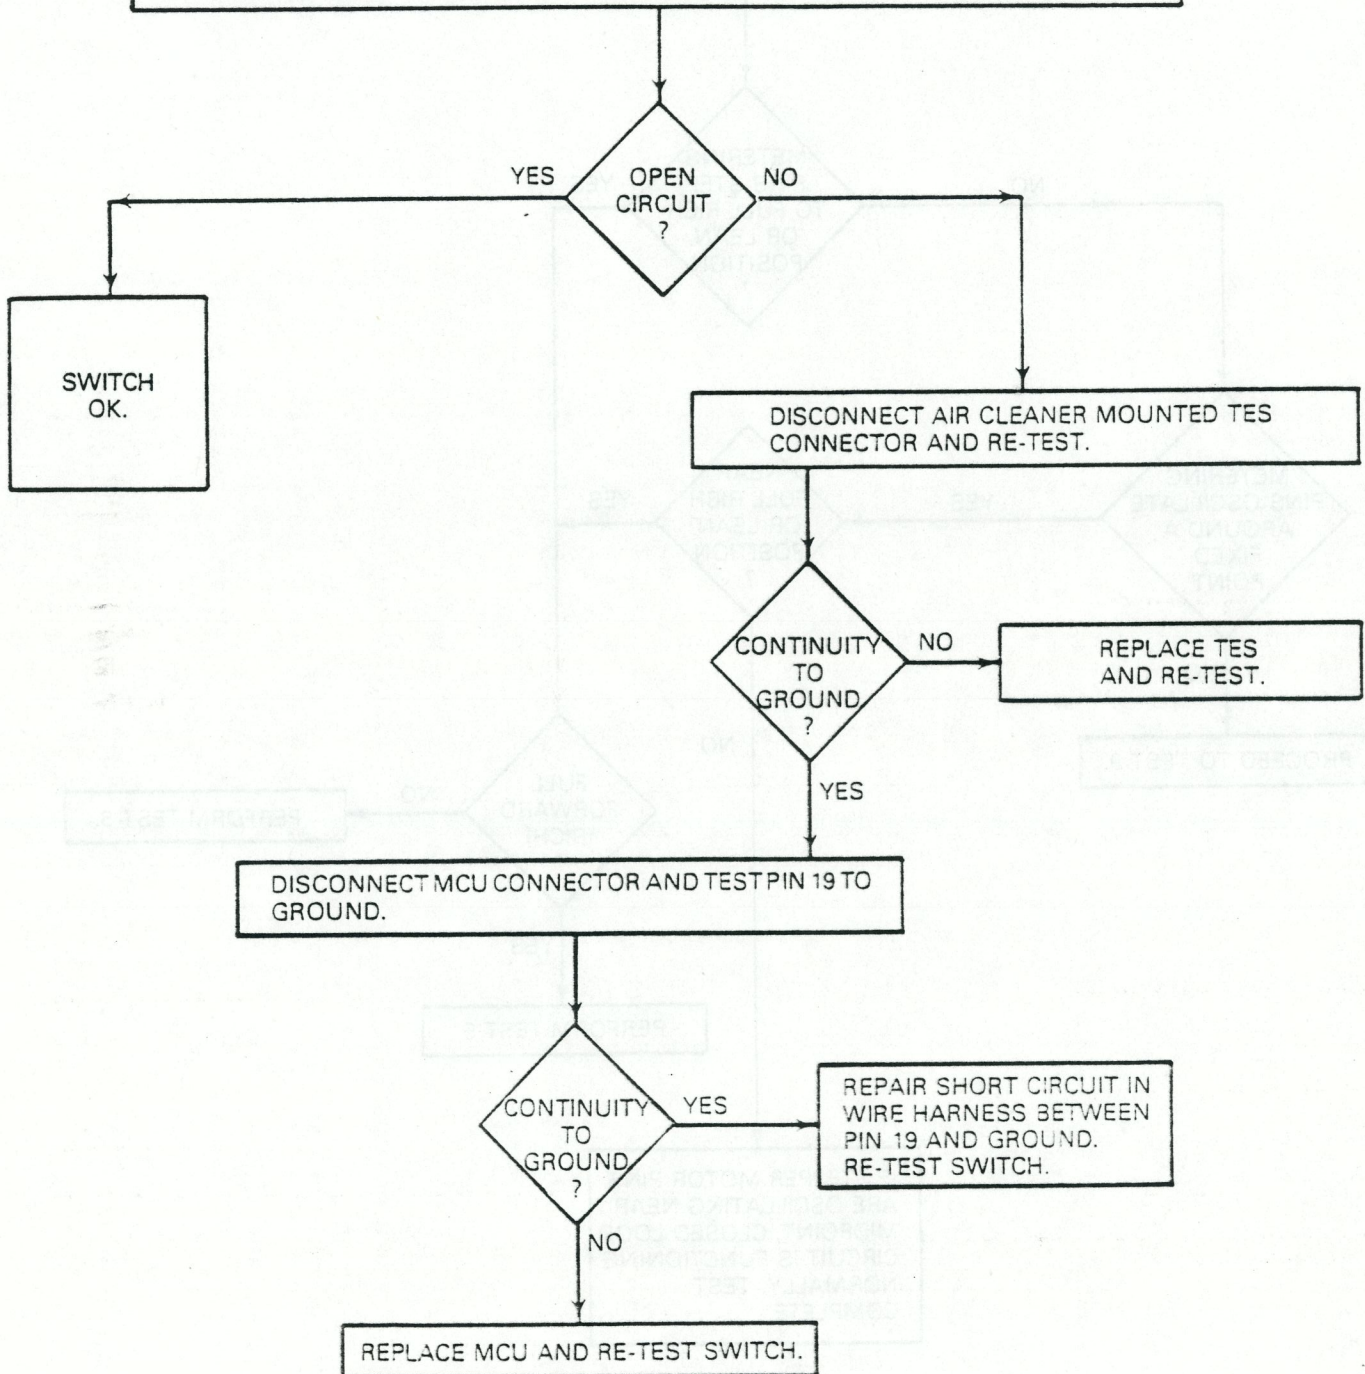 YES
OPEN
CIRCUIT
?
NO
SWITCH
OK.
DISCONNECT AIR CLEANER MOUNTED TES
CONNECTOR AND RE-TEST.
CONTINUITY
TO
GROUND
?
NO
REPLACE TES
AND RE-TEST.
YES
DISCONNECT MCU CONNECTOR AND TEST PIN 19 TO
GROUND.
CONTINUITY
TO
GROUND
?
YES
REPAIR SHORT CIRCUIT IN
WIRE HARNESS BETWEEN
PIN 19 AND GROUND.
RE-TEST SWITCH.
NO
REPLACE MCU AND RE-TEST SWITCH.